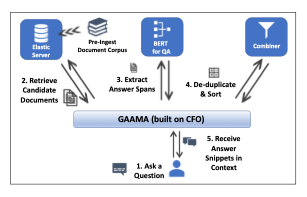 Elastic
Server
Pre-Ingest
Document Corpus
BERT
for QA
Combiner
2. Retrieve
Candidate
Documents
3. Extract
Answer Spans
4. De-duplicate
& Sort
GAAMA (built on CFO)
1. Ask a
Question
5. Receive
Answer
Snippets in
Context